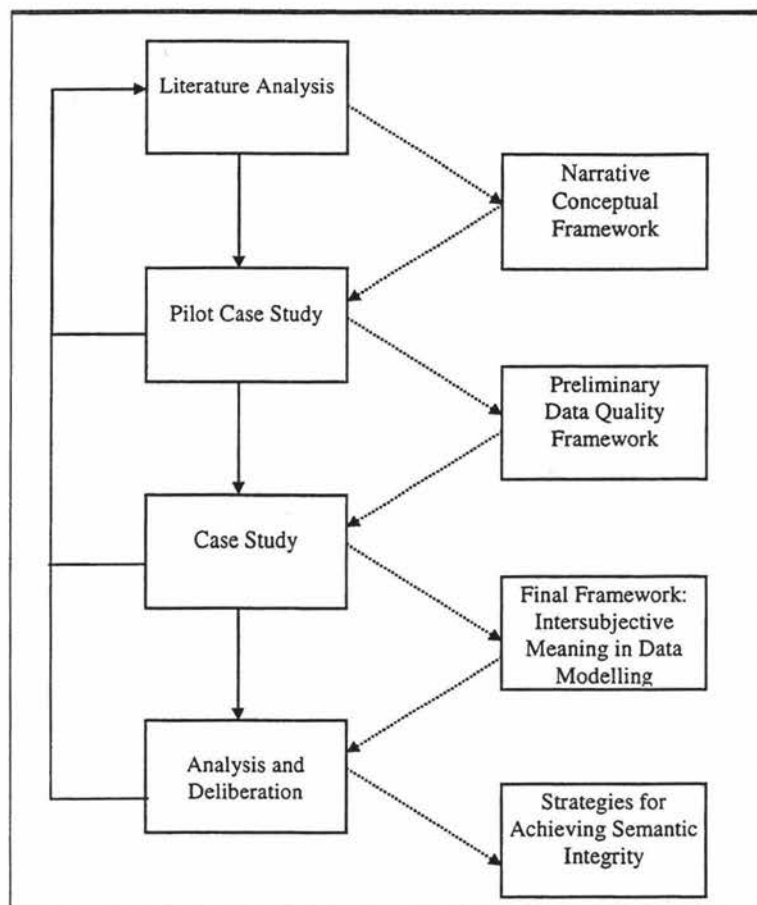 Literature Analysis
Narrative
Conceptual
Framework
Pilot Case Study
Preliminary
Data Quality
Framework
Case Study
Final Framework:
Intersubjective
Meaning in Data
Modelling
Analysis and
Deliberation
Strategies for
Achieving Semantic
Integrity